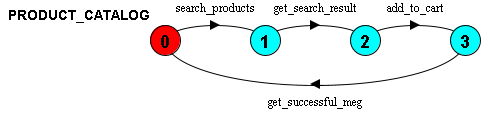 PRODUCT_CATALOG
search_products
get_search_result
add_to_cart
0
1
2
3
get_successful_meg